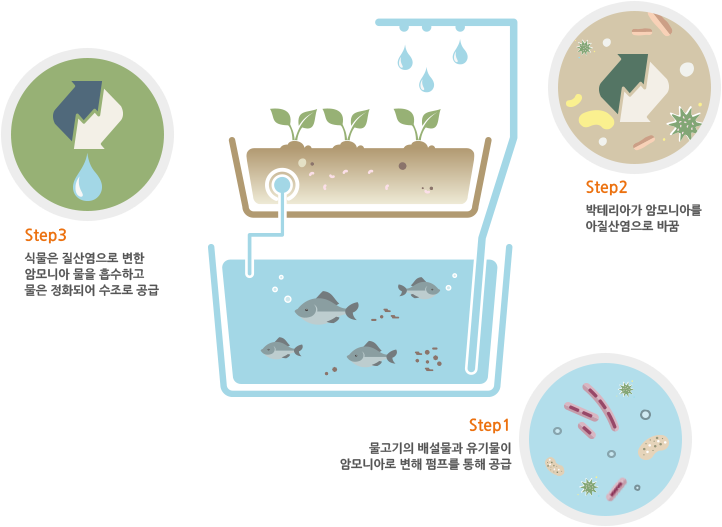 Step1
물고기의 배설물과 유기물이
암모니아로 변해 펌프를 통해 공급
Step2
박테리아가 암모니아를
아질산염으로 바꿈
Step3
식물은 질산염으로 변한
암모니아 물을 흡수하고
물은 정화되어 수조로 공급